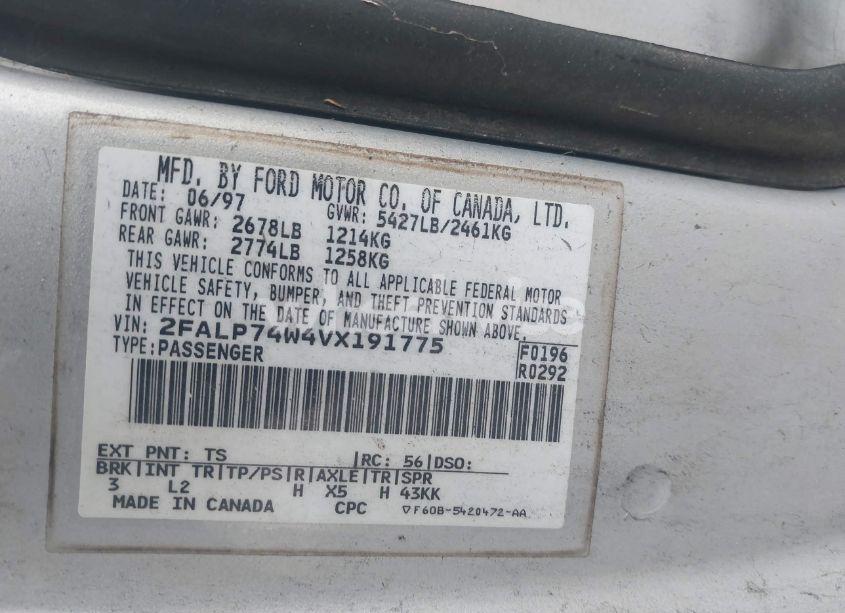 MFD. BY FORD MOTOR CO. OF CANADA, LTD.
DATE: 06/97 GVWR: 5427LB/2461KG
FRONT GAWR: 2678LB 1214KG
REAR GAWR: 2774LB 1258KG
THIS VEHICLE CONFORMS TO ALL APPLICABLE FEDERAL MOTOR
VEHICLE SAFETY, BUMPER, AND THEFT PREVENTION STANDARDS
IN EFFECT ON THE DATE OF MANUFACTURE SHOWN ABOVE.
VIN: 2FALP74W4VX191775
TYPE: PASSENGER F0196
R0292
EXT PNT: TS |RC: 56|DSO:
BRK|INT TR|TP/PS|R|AXLE|TR|SPR
3 L2 H X5 H 43KK
MADE IN CANADA CPC ▽F60B-5420472-AA